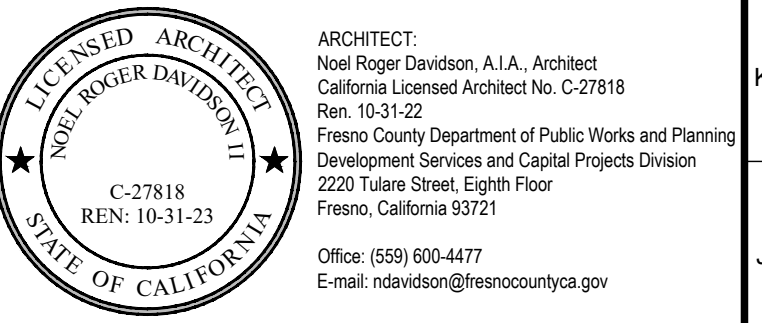 LICENSED ARCHITECT
NOEL ROGER DAVIDSON II
C-27818
REN: 10-31-23
STATE OF CALIFORNIA
ARCHITECT:
Noel Roger Davidson, A.I.A., Architect
California Licensed Architect No. C-27818
Ren. 10-31-22
Fresno County Department of Public Works and Planning
Development Services and Capital Projects Division
2220 Tulare Street, Eighth Floor
Fresno, California 93721
Office: (559) 600-4477
E-mail: ndavidson@fresnocountyca.gov